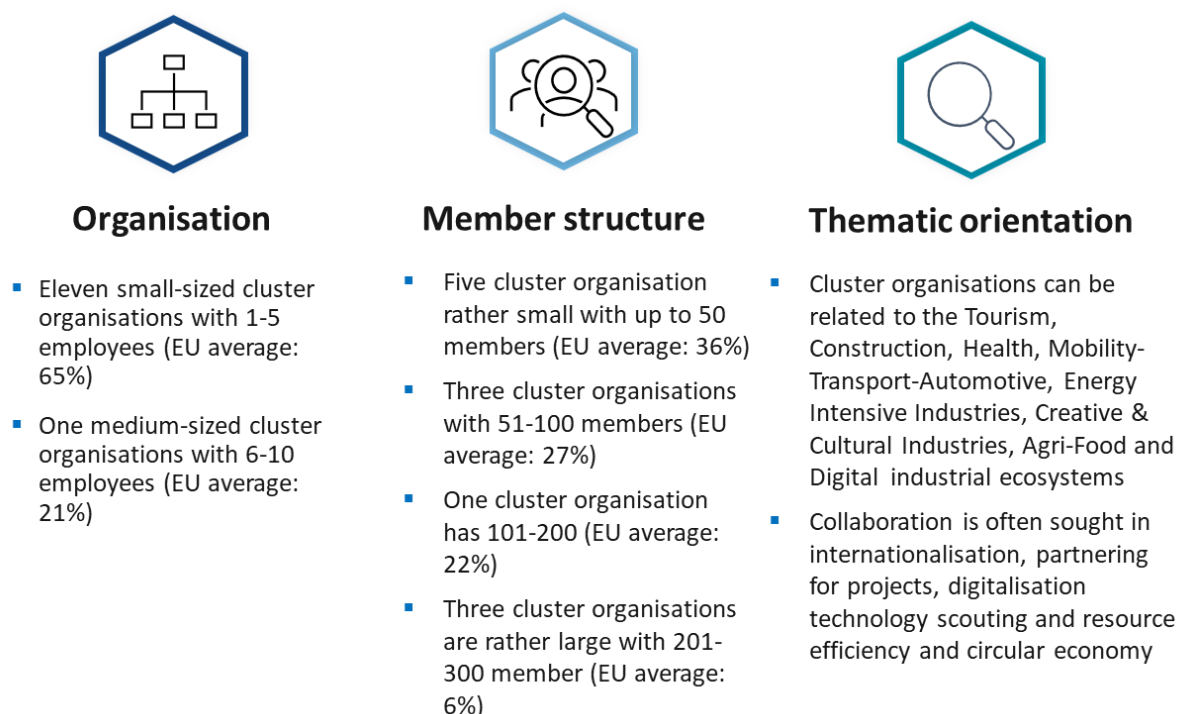 Organisation
Eleven small-sized cluster
organisations with 1-5
employees (EU average:
65%)
One medium-sized cluster
organisations with 6-10
employees (EU average:
21%)
Member structure
Five cluster organisation
rather small with up to 50
members (EU average: 36%)
Three cluster organisations
with 51-100 members (EU
average: 27%)
One cluster organisation
has 101-200 (EU average:
22%)
Three cluster organisations
are rather large with 201-
300 member (EU average:
6%)
Thematic orientation
Cluster organisations can be
related to the Tourism,
Construction, Health, Mobility-
Transport-Automotive, Energy
Intensive Industries, Creative &
Cultural Industries, Agri-Food and
Digital industrial ecosystems
Collaboration is often sought in
internationalisation, partnering
for projects, digitalisation
technology scouting and resource
efficiency and circular economy